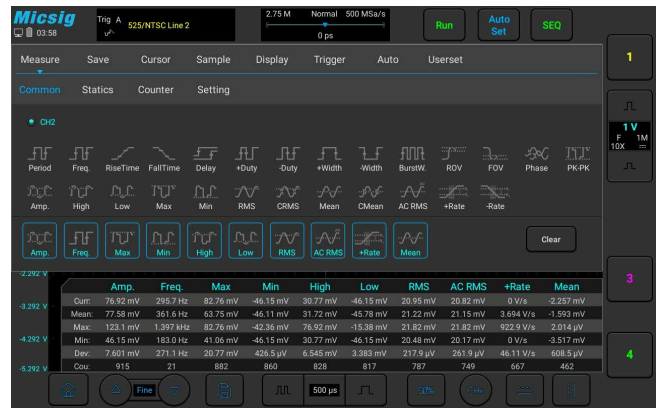 Micsig
Trig A 525/NTSC Line 2
2.75 M Normal 500 MSa/s
0 ps
Run
Auto Set
SEQ
03:58
Measure Save Cursor Sample Display Trigger Auto Userset
Common Statics Counter Setting
CH2
Period Freq. RiseTime FallTime Delay +Duty -Duty +Width -Width BurstW. ROV FOV Phase PK-PK
Amp. High Low Max Min RMS CRMS Mean CMean AC RMS +Rate -Rate
Amp. Freq. Max Min High Low RMS AC RMS +Rate Mean
Clear
1
1 V
F 1M
10X
3
4
-2.292 V
-3.292 V
-4.292 V
-5.292 V
Amp. Freq. Max Min High Low RMS AC RMS +Rate Mean
Curr: 76.92 mV 295.7 Hz 82.76 mV -46.15 mV 30.77 mV -46.15 mV 20.95 mV 20.82 mV 0 V/s -2.257 mV
Mean: 77.58 mV 361.6 Hz 63.75 mV -46.11 mV 31.72 mV -45.78 mV 21.22 mV 21.15 mV 3.694 V/s -1.593 mV
Max: 123.1 mV 1.397 kHz 82.76 mV -42.36 mV 76.92 mV -15.38 mV 21.82 mV 21.82 mV 922.9 V/s 2.014 μV
Min: 46.15 mV 183.0 Hz 41.06 mV -46.15 mV 30.77 mV -46.15 mV 20.48 mV 20.17 mV 0 V/s -3.517 mV
Dev: 7.601 mV 271.1 Hz 20.77 mV 426.5 μV 6.545 mV 3.383 mV 217.9 μV 261.9 μV 46.11 V/s 608.5 μV
Cou: 915 21 882 860 828 817 787 749 667 462
Fine
500 μs
50%